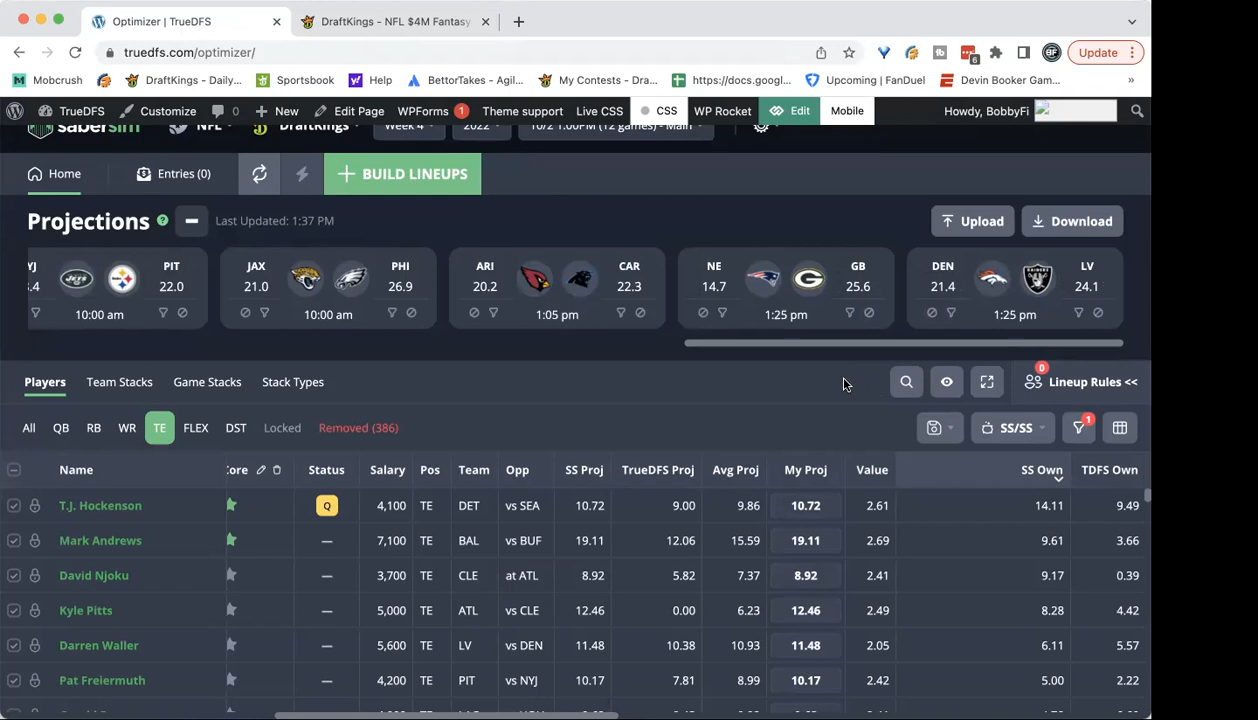 Optimizer | TrueDFS
DraftKings - NFL $4M Fantasy
truedfs.com/optimizer/
6
BF
Update
Mobcrush
DraftKings - Daily...
Sportsbook
Help
BettorTakes - Agil...
My Contests - Dra...
https://docs.googl...
Upcoming | FanDuel
Devin Booker Gam...
»
TrueDFS
Customize
0
New
Edit Page
WPForms 1
Theme support
Live CSS
CSS
WP Rocket
Edit
Mobile
Howdy, BobbyFi
sabersim
NFL
DraftKings
Week 4
2022
10/2 1:00PM (12 games) - Main
Home
Entries (0)
+ BUILD LINEUPS
Projections
Last Updated: 1:37 PM
Upload
Download
PIT JAX PHI ARI CAR NE GB DEN LV
22.0 21.0 26.9 20.2 22.3 14.7 25.6 21.4 24.1
10:00 am 10:00 am 1:05 pm 1:25 pm 1:25 pm
Players Team Stacks Game Stacks Stack Types
0
Lineup Rules <<
All QB RB WR TE FLEX DST Locked Removed (386)
SS/SS
1
Name Core Status Salary Pos Team Opp SS Proj TrueDFS Proj Avg Proj My Proj Value SS Own TDFS Own
T.J. Hockenson Q 4,100 TE DET vs SEA 10.72 9.00 9.86 10.72 2.61 14.11 9.49
Mark Andrews — 7,100 TE BAL vs BUF 19.11 12.06 15.59 19.11 2.69 9.61 3.66
David Njoku — 3,700 TE CLE at ATL 8.92 5.82 7.37 8.92 2.41 9.17 0.39
Kyle Pitts — 5,000 TE ATL vs CLE 12.46 0.00 6.23 12.46 2.49 8.28 4.42
Darren Waller — 5,600 TE LV vs DEN 11.48 10.38 10.93 11.48 2.05 6.11 5.57
Pat Freiermuth — 4,200 TE PIT vs NYJ 10.17 7.81 8.99 10.17 2.42 5.00 2.22